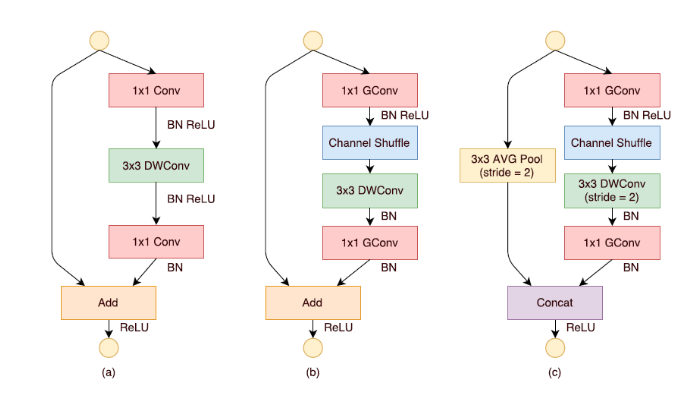 1x1 Conv
BN ReLU
3x3 DWConv
BN ReLU
1x1 Conv
BN
Add
ReLU
(a)
1x1 GConv
BN ReLU
Channel Shuffle
3x3 DWConv
BN
1x1 GConv
BN
Add
ReLU
(b)
1x1 GConv
BN ReLU
Channel Shuffle
3x3 AVG Pool
(stride = 2)
3x3 DWConv
(stride = 2)
BN
1x1 GConv
BN
Concat
ReLU
(c)